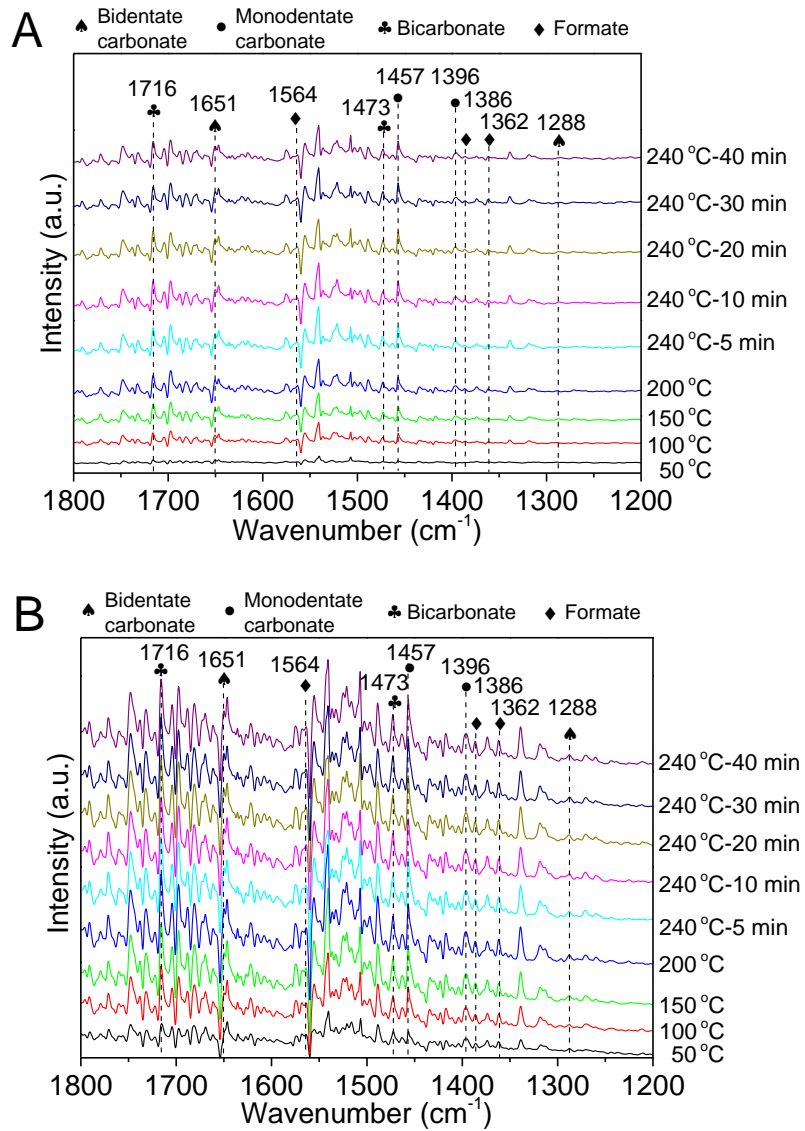 A
♠ Bidentate carbonate ● Monodentate carbonate ♣ Bicarbonate ♦ Formate
1716 1651 1564 1473 1457 1396 1386 1362 1288
240 °C-40 min
240 °C-30 min
240 °C-20 min
240 °C-10 min
240 °C-5 min
200 °C
150 °C
100 °C
50 °C
Intensity (a.u.)
1800 1700 1600 1500 1400 1300 1200
Wavenumber (cm⁻¹)
B
♠ Bidentate carbonate ● Monodentate carbonate ♣ Bicarbonate ♦ Formate
1716 1651 1564 1473 1457 1396 1386 1362 1288
240 °C-40 min
240 °C-30 min
240 °C-20 min
240 °C-10 min
240 °C-5 min
200 °C
150 °C
100 °C
50 °C
Intensity (a.u.)
1800 1700 1600 1500 1400 1300 1200
Wavenumber (cm⁻¹)